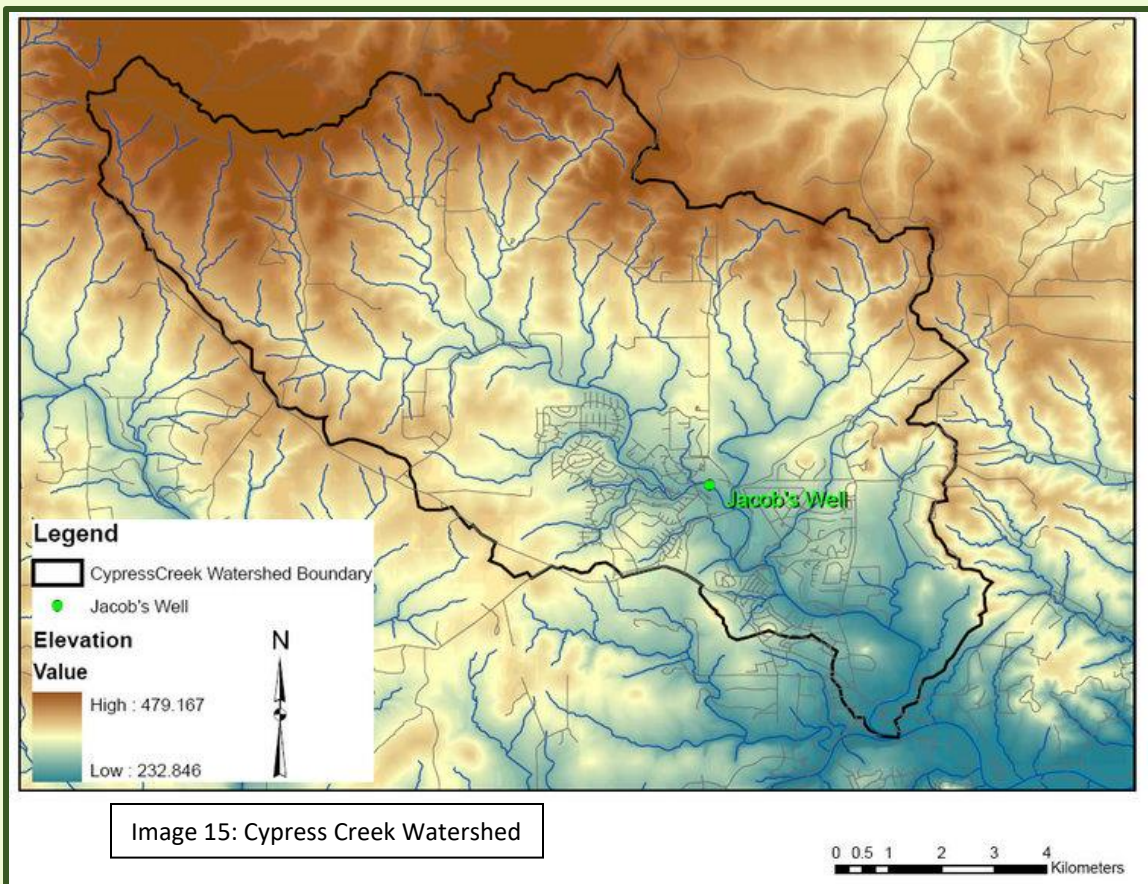 Jacob's Well
Legend
CypressCreek Watershed Boundary
Jacob's Well
Elevation
Value
High : 479.167
Low : 232.846
N
Image 15: Cypress Creek Watershed
0 0.5 1 2 3 4
Kilometers